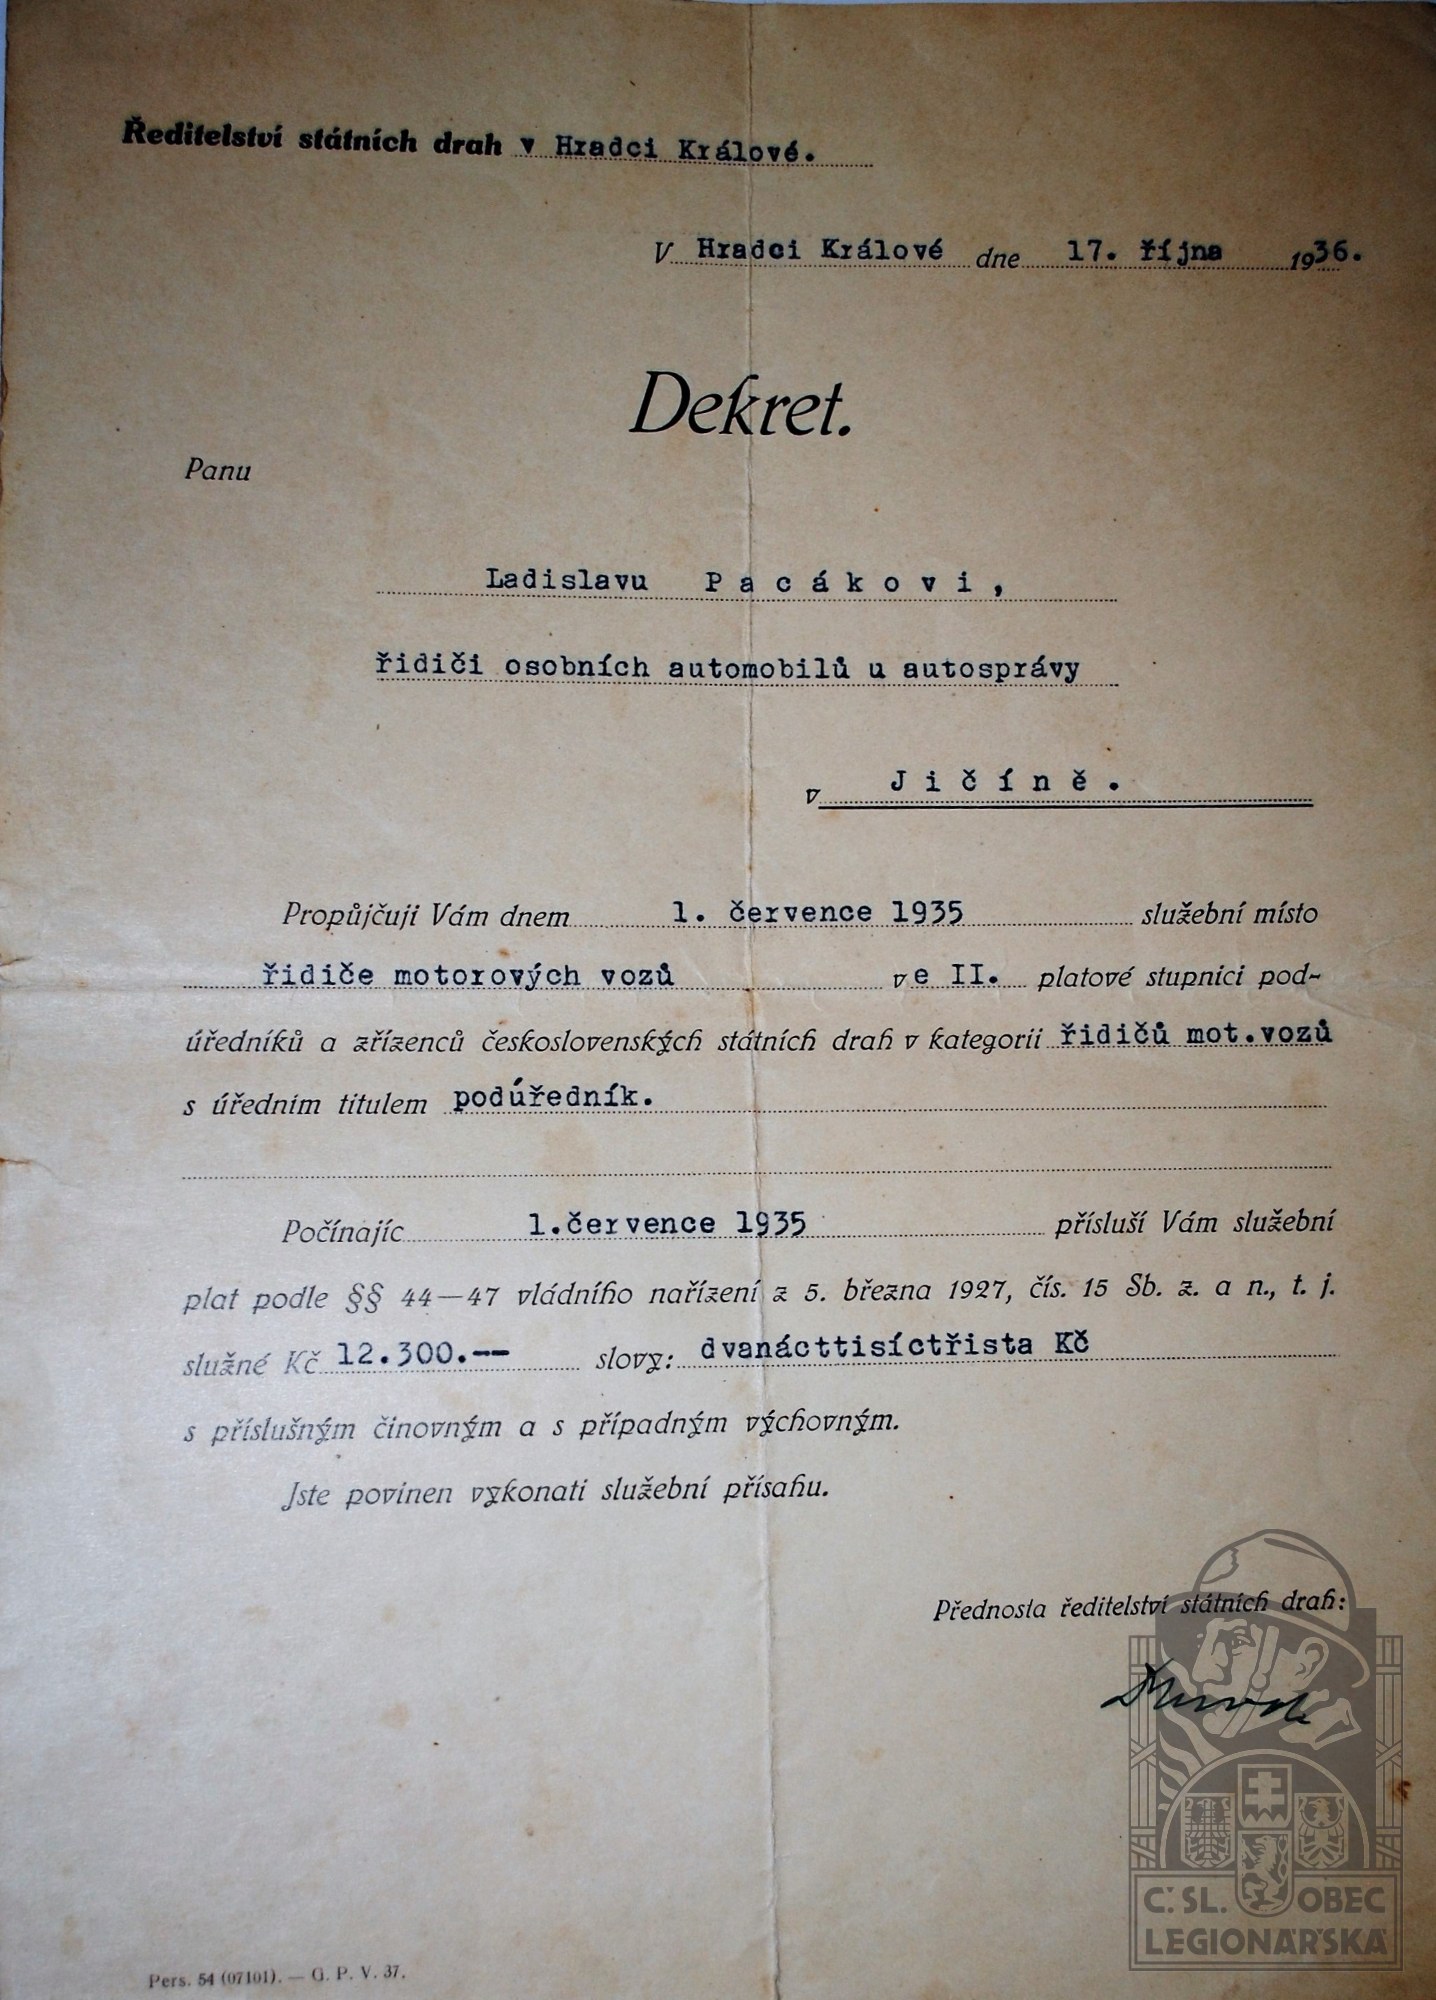 Ředitelství státních drah v Hradci Králové.
V Hradci Králové dne 17. října 1936.
Dekret.
Panu
Ladislavu Pacákovi,
řidiči osobních automobilů u autosprávy
v Jičíně.
Propůjčuji Vám dnem 1. července 1935 služební místo
řidiče motorových vozů ve II. platové stupnici pod-
úředníků a zřízenců československých státních drah v kategorii řidičů mot.vozů
s úředním titulem podúředník.
Počínajíc 1.července 1935 přísluší Vám služební
plat podle §§ 44—47 vládního nařízení z 5. března 1927, čís. 15 Sb. z. a n., t. j.
služné Kč 12.300.-- slovy: dvanácttisíctřista Kč
s příslušným činovným a s případným výchovným.
Jste povinen vykonati služební přísahu.
Přednosta ředitelství státních drah:
Č. SL. OBEC
LEGIONÁŘSKÁ
Pers. 54 (07101). — G. P. V. 37.